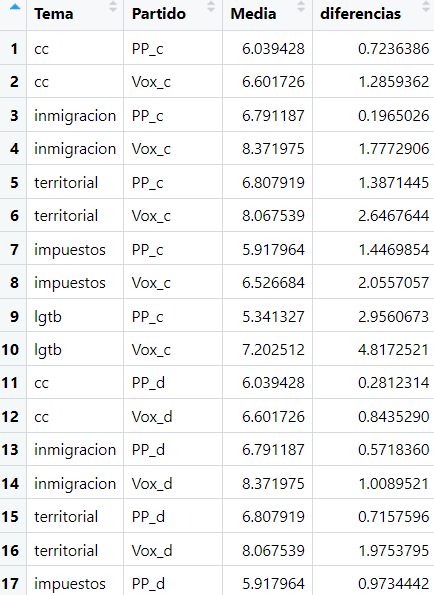 Tema Partido Media diferencias
1 cc PP_c 6.039428 0.7236386
2 cc Vox_c 6.601726 1.2859362
3 inmigracion PP_c 6.791187 0.1965026
4 inmigracion Vox_c 8.371975 1.7772906
5 territorial PP_c 6.807919 1.3871445
6 territorial Vox_c 8.067539 2.6467644
7 impuestos PP_c 5.917964 1.4469854
8 impuestos Vox_c 6.526684 2.0557057
9 lgtb PP_c 5.341327 2.9560673
10 lgtb Vox_c 7.202512 4.8172521
11 cc PP_d 6.039428 0.2812314
12 cc Vox_d 6.601726 0.8435290
13 inmigracion PP_d 6.791187 0.5718360
14 inmigracion Vox_d 8.371975 1.0089521
15 territorial PP_d 6.807919 0.7157596
16 territorial Vox_d 8.067539 1.9753795
17 impuestos PP_d 5.917964 0.9734442